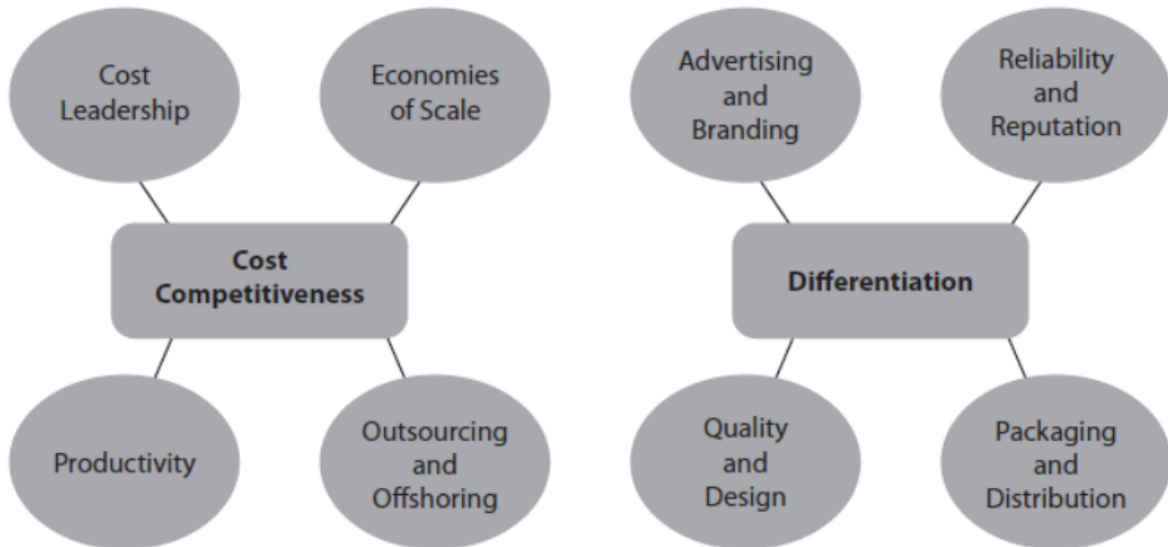 Cost
Leadership
Economies
of Scale
Cost
Competitiveness
Productivity
Outsourcing
and
Offshoring
Advertising
and
Branding
Reliability
and
Reputation
Differentiation
Quality
and
Design
Packaging
and
Distribution